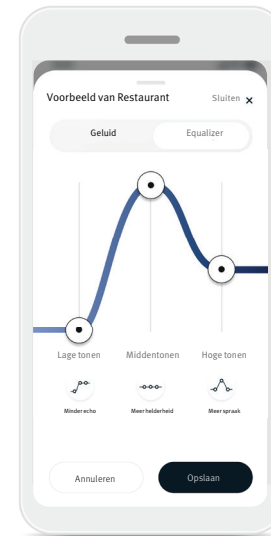 Voorbeeld van Restaurant Sluiten ×
Geluid Equalizer
Lage tonen Middentonen Hoge tonen
Minder echo Meer helderheid Meer spraak
Annuleren Opslaan